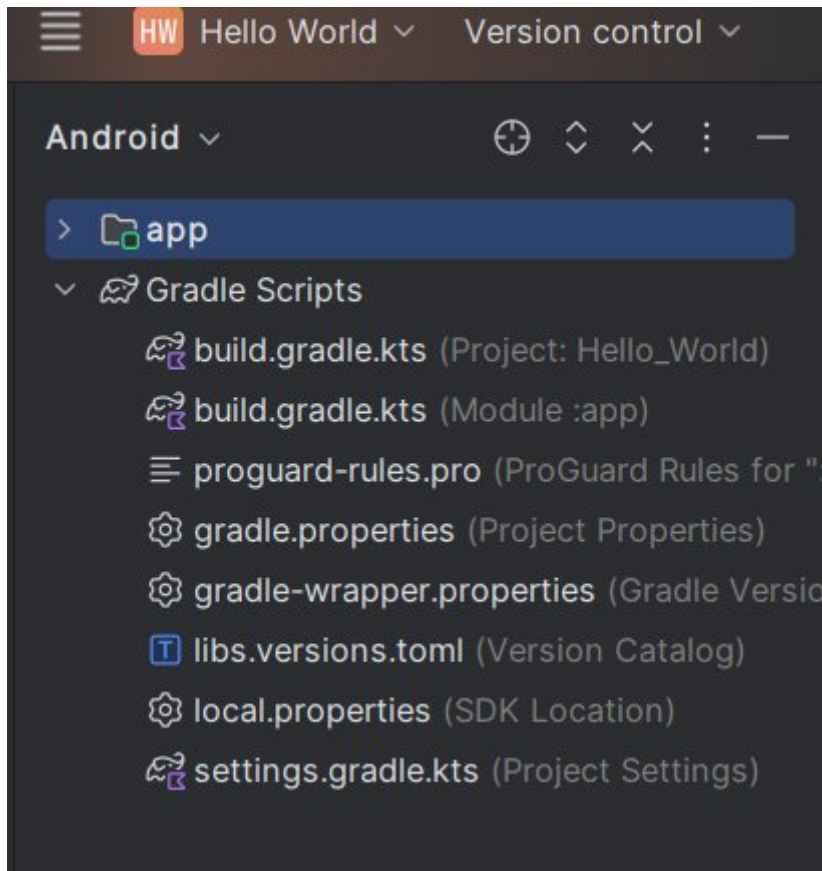 HW Hello World Version control
Android
app
Gradle Scripts
build.gradle.kts (Project: Hello_World)
build.gradle.kts (Module :app)
proguard-rules.pro (ProGuard Rules for ":
gradle.properties (Project Properties)
gradle-wrapper.properties (Gradle Versio
T libs.versions.toml (Version Catalog)
local.properties (SDK Location)
settings.gradle.kts (Project Settings)